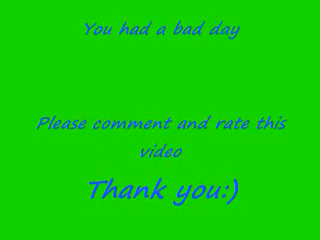 You had a bad day
Please comment and rate this
video
Thank you:)